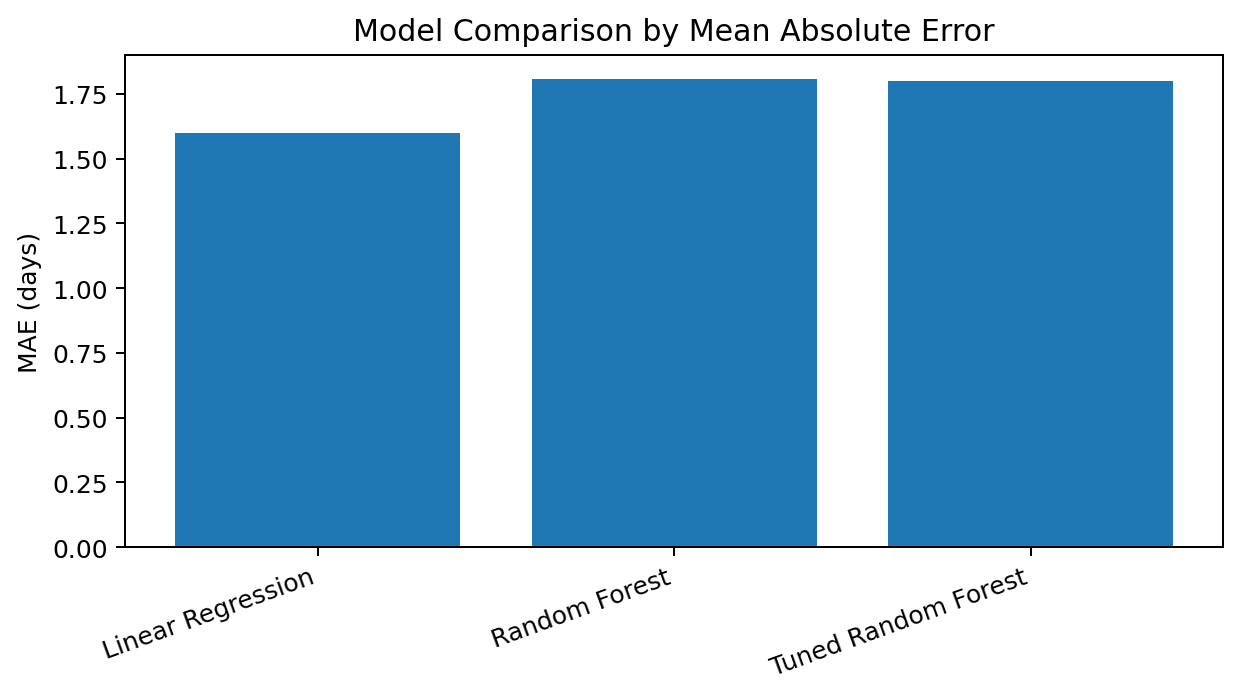 Model Comparison by Mean Absolute Error
MAE (days)
1.75
1.50
1.25
1.00
0.75
0.50
0.25
0.00
Linear Regression
Random Forest
Tuned Random Forest